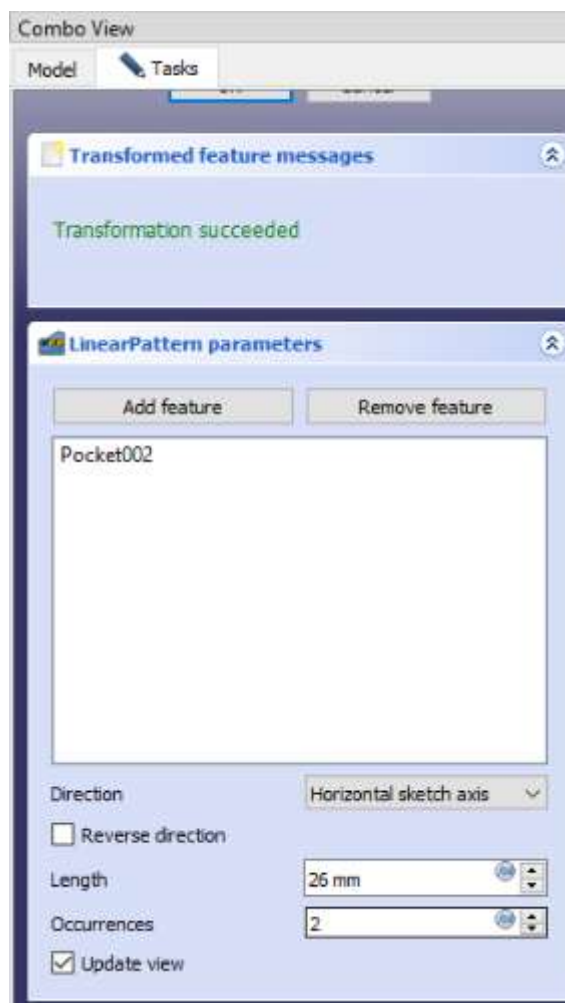 Combo View
Model Tasks
Transformed feature messages
Transformation succeeded
LinearPattern parameters
Add feature Remove feature
Pocket002
Direction Horizontal sketch axis
Reverse direction
Length 26 mm
Occurrences 2
Update view